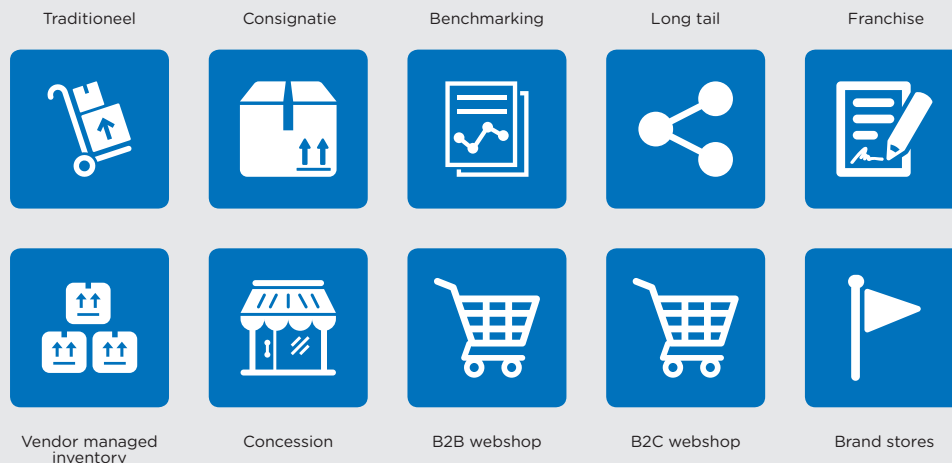 Traditioneel
Consignatie
Benchmarking
Long tail
Franchise
Vendor managed
inventory
Concession
B2B webshop
B2C webshop
Brand stores